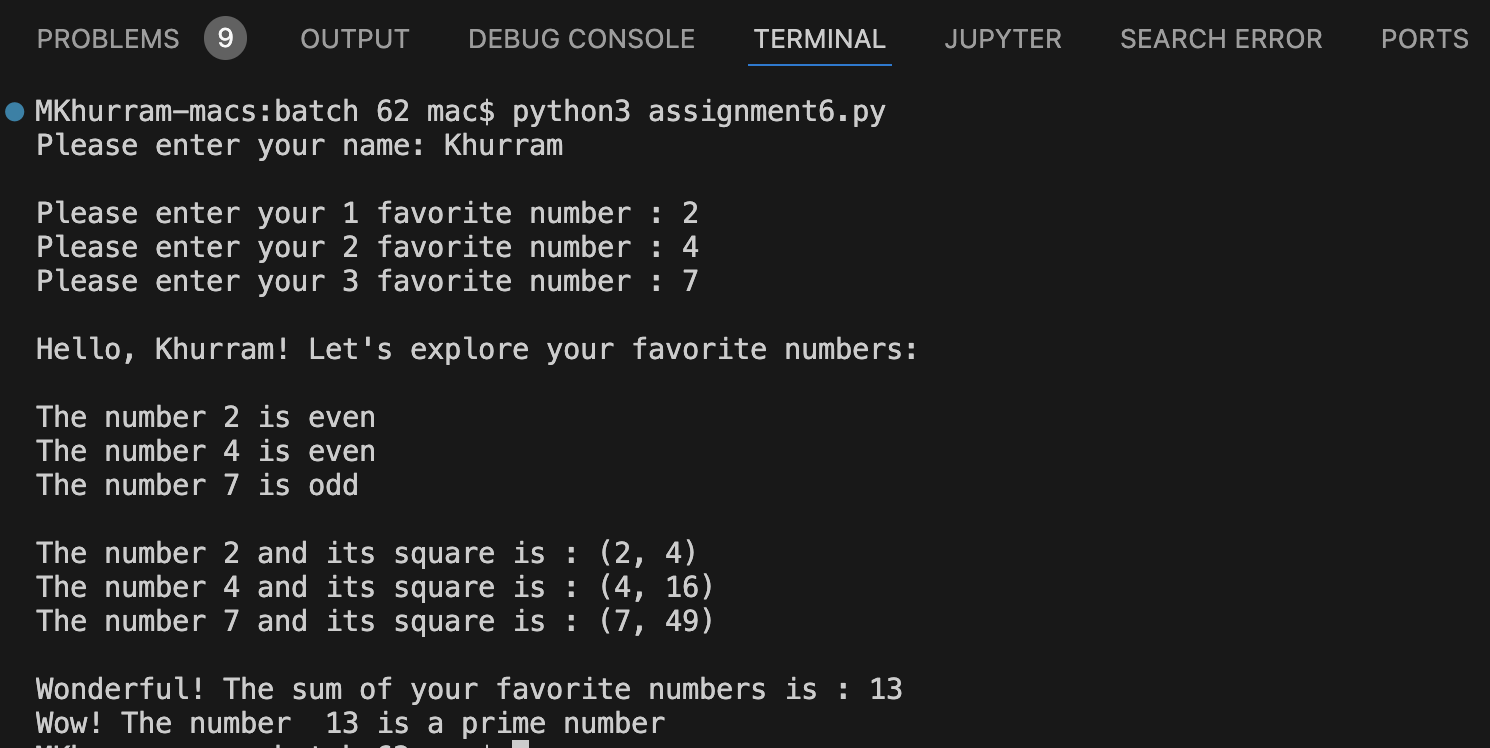 PROBLEMS 9 OUTPUT DEBUG CONSOLE TERMINAL JUPYTER SEARCH ERROR PORTS
MKhurram-macs:batch 62 mac$ python3 assignment6.py
Please enter your name: Khurram
Please enter your 1 favorite number : 2
Please enter your 2 favorite number : 4
Please enter your 3 favorite number : 7
Hello, Khurram! Let's explore your favorite numbers:
The number 2 is even
The number 4 is even
The number 7 is odd
The number 2 and its square is : (2, 4)
The number 4 and its square is : (4, 16)
The number 7 and its square is : (7, 49)
Wonderful! The sum of your favorite numbers is : 13
Wow! The number  13 is a prime number